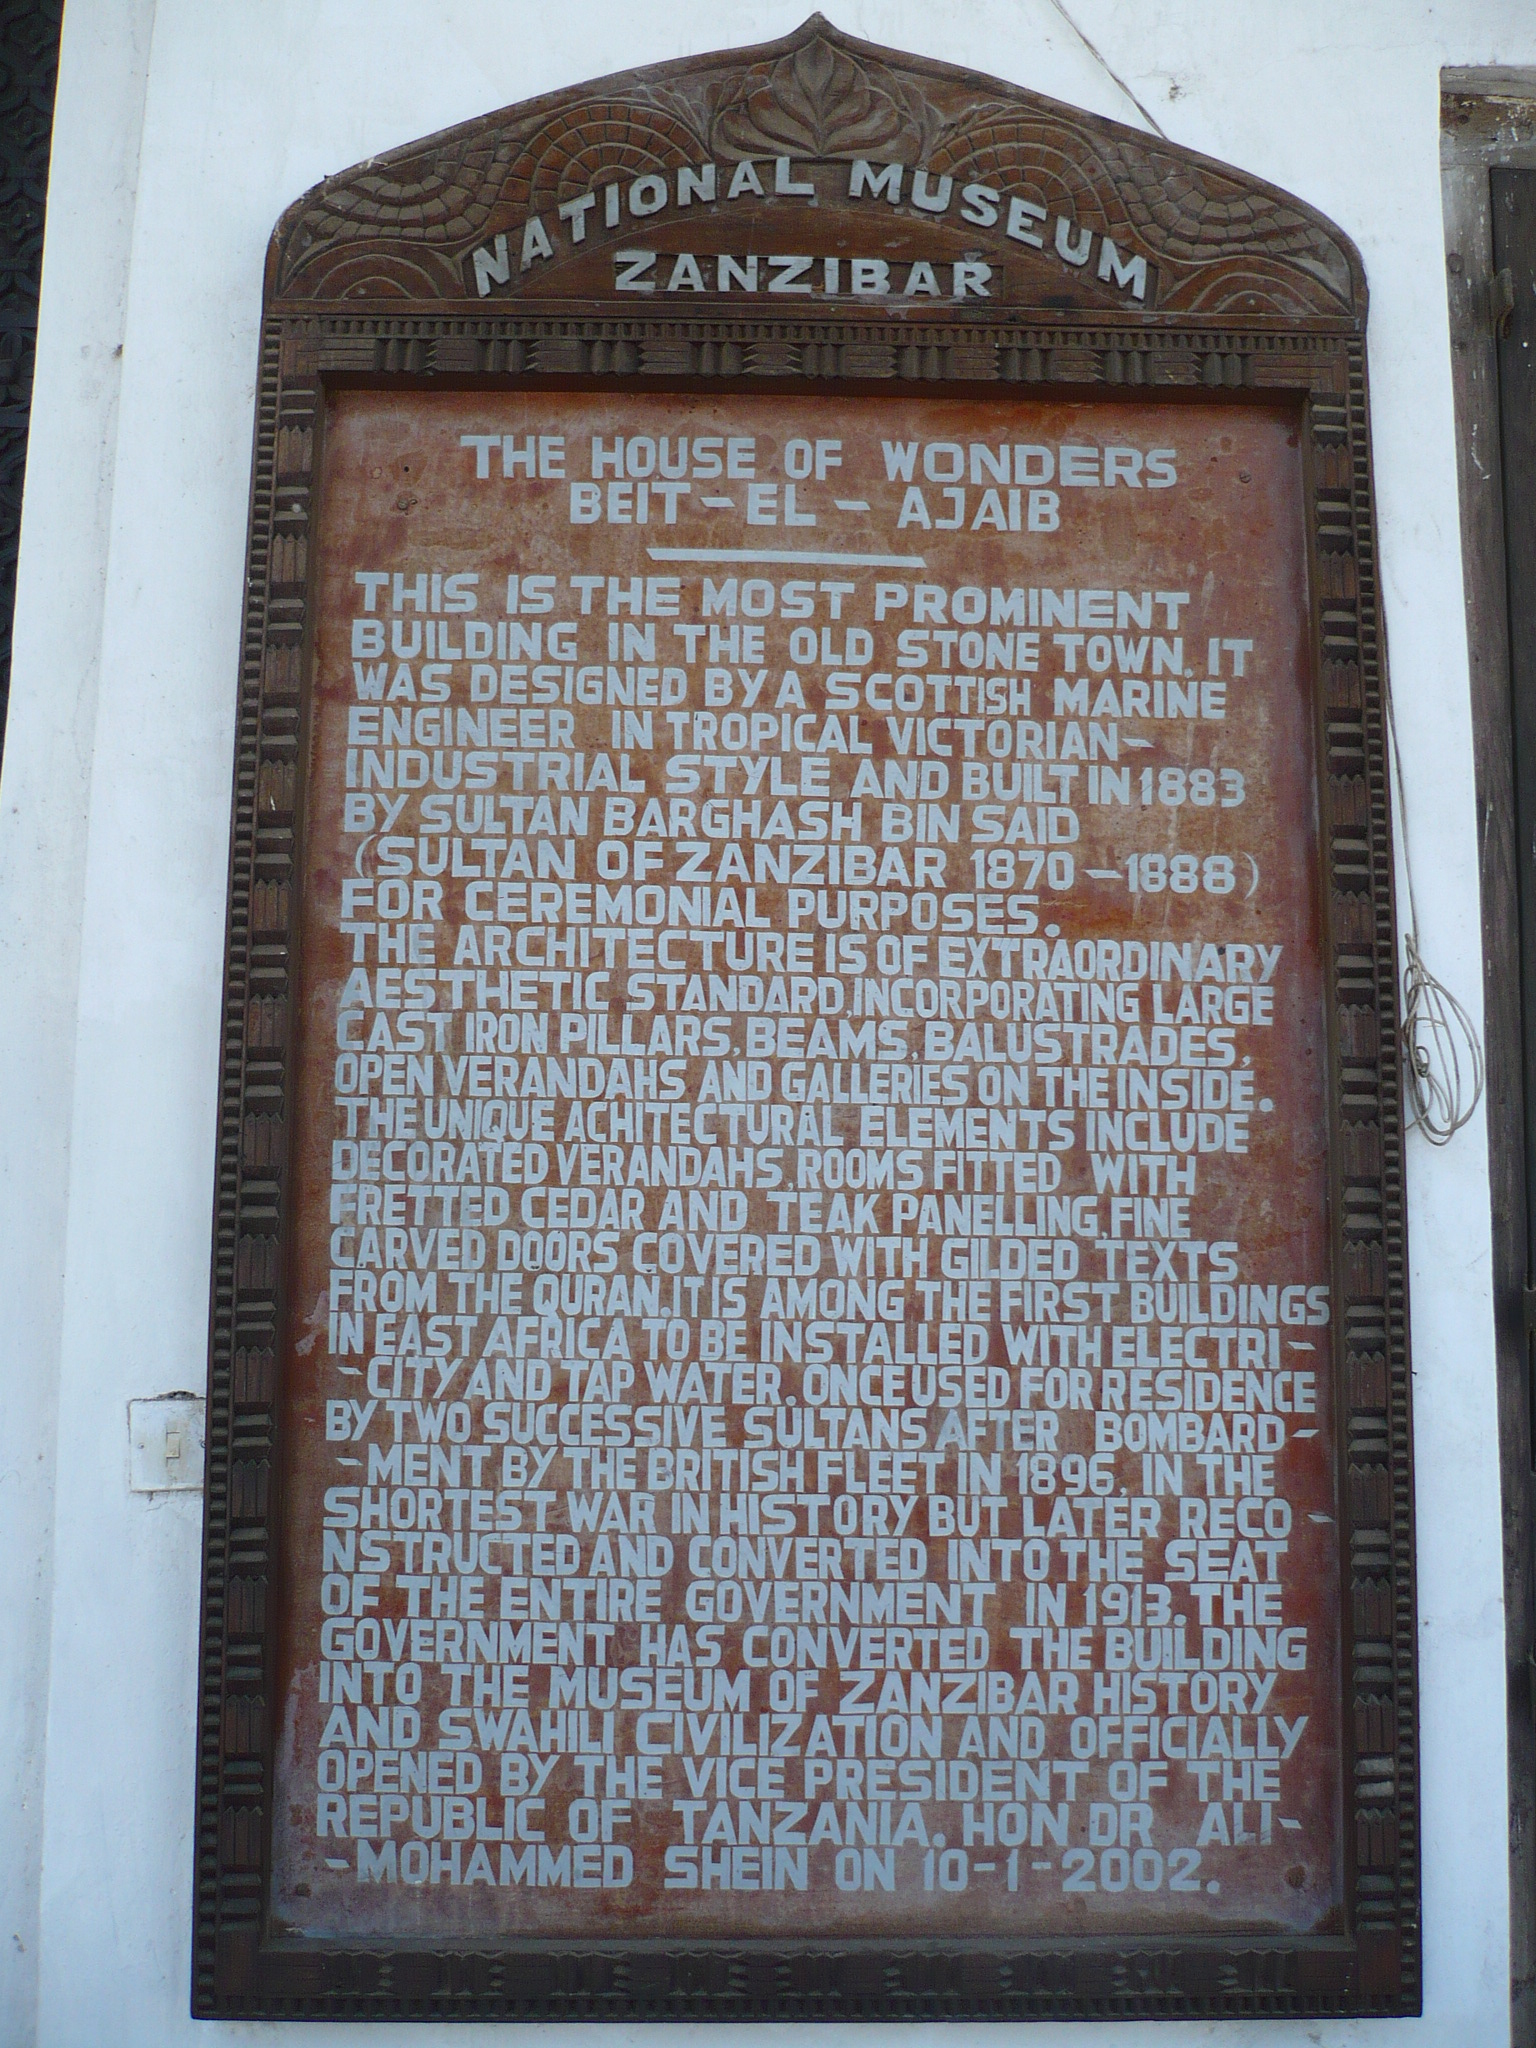 NATIONAL MUSEUM
ZANZIBAR
THE HOUSE OF WONDERS
BEIT - EL - AJAIB
THIS IS THE MOST PROMINENT
BUILDING IN THE OLD STONE TOWN. IT
WAS DESIGNED BY A SCOTTISH MARINE
ENGINEER IN TROPICAL VICTORIAN-
INDUSTRIAL STYLE AND BUILT IN 1883
BY SULTAN BARGHASH BIN SAID
(SULTAN OF ZANZIBAR 1870 - 1888)
FOR CEREMONIAL PURPOSES.
THE ARCHITECTURE IS OF EXTRAORDINARY
AESTHETIC STANDARD, INCORPORATING LARGE
CAST IRON PILLARS, BEAMS, BALUSTRADES,
OPEN VERANDAHS AND GALLERIES ON THE INSIDE.
THE UNIQUE ACHITECTURAL ELEMENTS INCLUDE
DECORATED VERANDAHS, ROOMS FITTED WITH
FRETTED CEDAR AND TEAK PANELLING, FINE
CARVED DOORS COVERED WITH GILDED TEXTS
FROM THE QURAN. IT IS AMONG THE FIRST BUILDINGS
IN EAST AFRICA TO BE INSTALLED WITH ELECTRI-
-CITY AND TAP WATER. ONCE USED FOR RESIDENCE
BY TWO SUCCESSIVE SULTANS AFTER BOMBARD-
-MENT BY THE BRITISH FLEET IN 1896, IN THE
SHORTEST WAR IN HISTORY BUT LATER RECO-
NSTRUCTED AND CONVERTED INTO THE SEAT
OF THE ENTIRE GOVERNMENT IN 1913. THE
GOVERNMENT HAS CONVERTED THE BUILDING
INTO THE MUSEUM OF ZANZIBAR HISTORY
AND SWAHILI CIVILIZATION AND OFFICIALLY
OPENED BY THE VICE PRESIDENT OF THE
REPUBLIC OF TANZANIA. HON DR ALI-
-MOHAMMED SHEIN ON 10-1-2002.